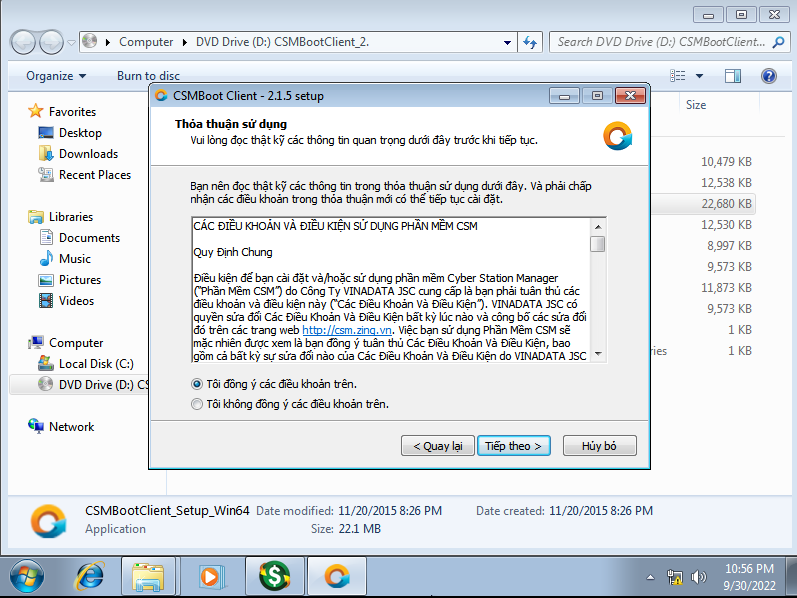 Computer
DVD Drive (D:) CSMBootClient_2.
Search DVD Drive (D:) CSMBootClient...
Organize
Burn to disc
CSMBoot Client - 2.1.5 setup
Thỏa thuận sử dụng
Vui lòng đọc thật kỹ các thông tin quan trọng dưới đây trước khi tiếp tục.
Bạn nên đọc thật kỹ các thông tin trong thỏa thuận sử dụng dưới đây. Và phải chấp
nhận các điều khoản trong thỏa thuận mới có thể tiếp tục cài đặt.
CÁC ĐIỀU KHOẢN VÀ ĐIỀU KIỆN SỬ DỤNG PHẦN MỀM CSM
Quy Định Chung
Điều kiện để bạn cài đặt và/hoặc sử dụng phần mềm Cyber Station Manager
("Phần Mềm CSM") do Công Ty VINADATA JSC cung cấp là bạn phải tuân thủ các
điều khoản và điều kiện này ("Các Điều Khoản Và Điều Kiện"). VINADATA JSC có
quyền sửa đổi Các Điều Khoản Và Điều Kiện bất kỳ lúc nào và công bố các sửa đổi
đó trên các trang web http://csm.zing.vn. Việc bạn sử dụng Phần Mềm CSM sẽ
mặc nhiên được xem là bạn đồng ý tuân thủ Các Điều Khoản Và Điều Kiện, bao
gồm cả bất kỳ sự sửa đổi nào của Các Điều Khoản Và Điều Kiện do VINADATA JSC
Tôi đồng ý các điều khoản trên.
Tôi không đồng ý các điều khoản trên.
< Quay lại
Tiếp theo >
Hủy bỏ
Favorites
Desktop
Downloads
Recent Places
Libraries
Documents
Music
Pictures
Videos
Computer
Local Disk (C:)
DVD Drive (D:) CS
Network
Size
10,479 KB
12,538 KB
22,680 KB
12,530 KB
8,997 KB
9,573 KB
11,873 KB
9,573 KB
1 KB
ries 1 KB
CSMBootClient_Setup_Win64 Date modified: 11/20/2015 8:26 PM Date created: 11/20/2015 8:26 PM
Application Size: 22.1 MB
10:56 PM
9/30/2022